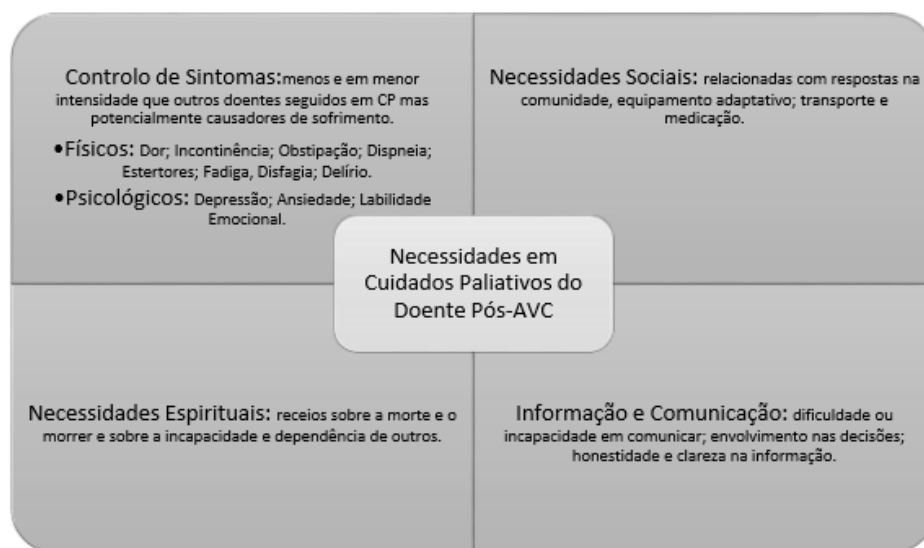 Controlo de Sintomas:menos e em menor
intensidade que outros doentes seguidos em CP mas
potencialmente causadores de sofrimento.
•Físicos: Dor; Incontinência; Obstipação; Dispneia;
Estertores; Fadiga, Disfagia; Delírio.
•Psicológicos: Depressão; Ansiedade; Labilidade
Emocional.
Necessidades Sociais: relacionadas com respostas na
comunidade, equipamento adaptativo; transporte e
medicação.
Necessidades em
Cuidados Paliativos do
Doente Pós-AVC
Necessidades Espirituais: receios sobre a morte e o
morrer e sobre a incapacidade e dependência de outros.
Informação e Comunicação: dificuldade ou
incapacidade em comunicar; envolvimento nas decisões;
honestidade e clareza na informação.